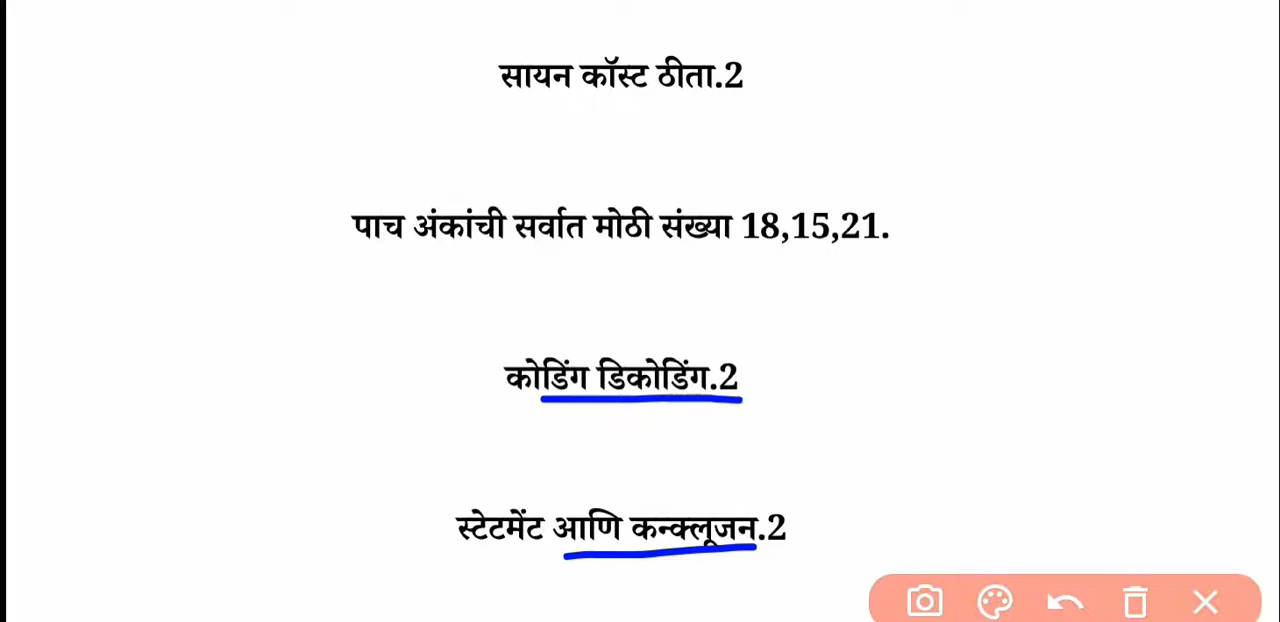 सायन कॉस्ट ठीता.2
पाच अंकांची सर्वात मोठी संख्या 18,15,21.
कोडिंग डिकोडिंग.2
स्टेटमेंट आणि कन्क्लूजन.2